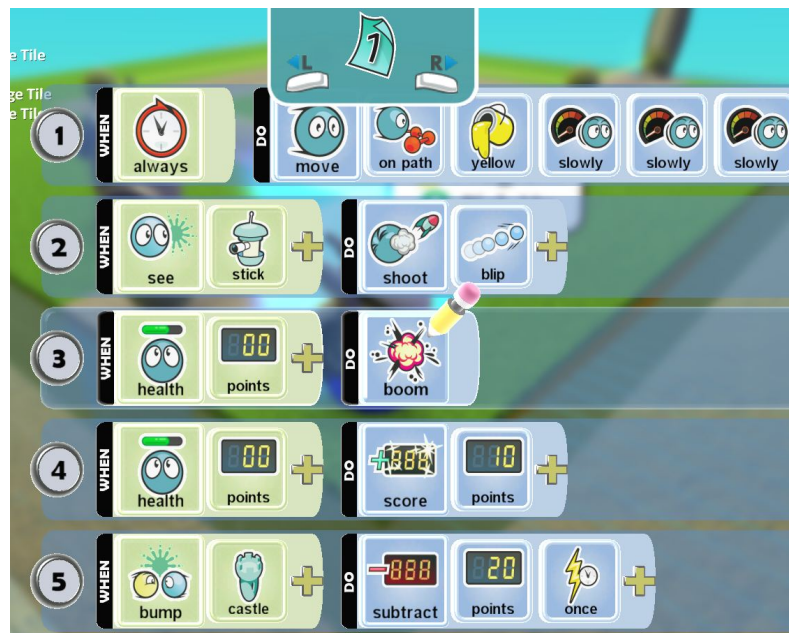 1
L R
e Tile
ge Tile
e Tile
1 WHEN always DO move on path yellow slowly slowly slowly
2 WHEN see stick DO shoot blip
3 WHEN health 00 points DO boom
4 WHEN health 00 points DO score 10 points
5 WHEN bump castle DO subtract 20 points once